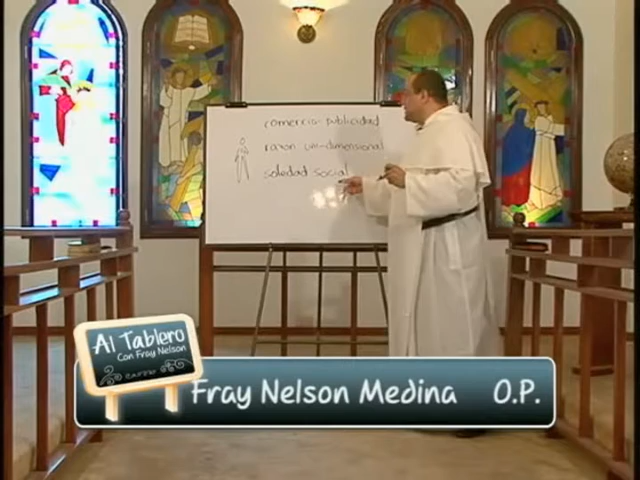 comercio-publicidad
razon uni-dimensional
soledad social
Al Tablero
Con Fray Nelson
Fray Nelson Medina O.P.